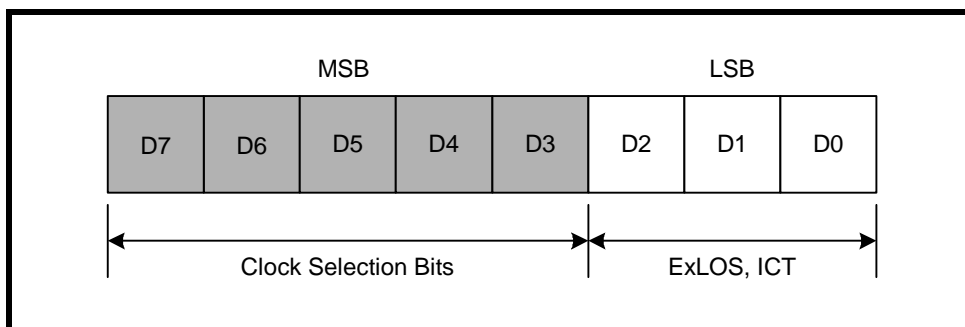 MSB LSB
D7 D6 D5 D4 D3 D2 D1 D0
Clock Selection Bits ExLOS, ICT